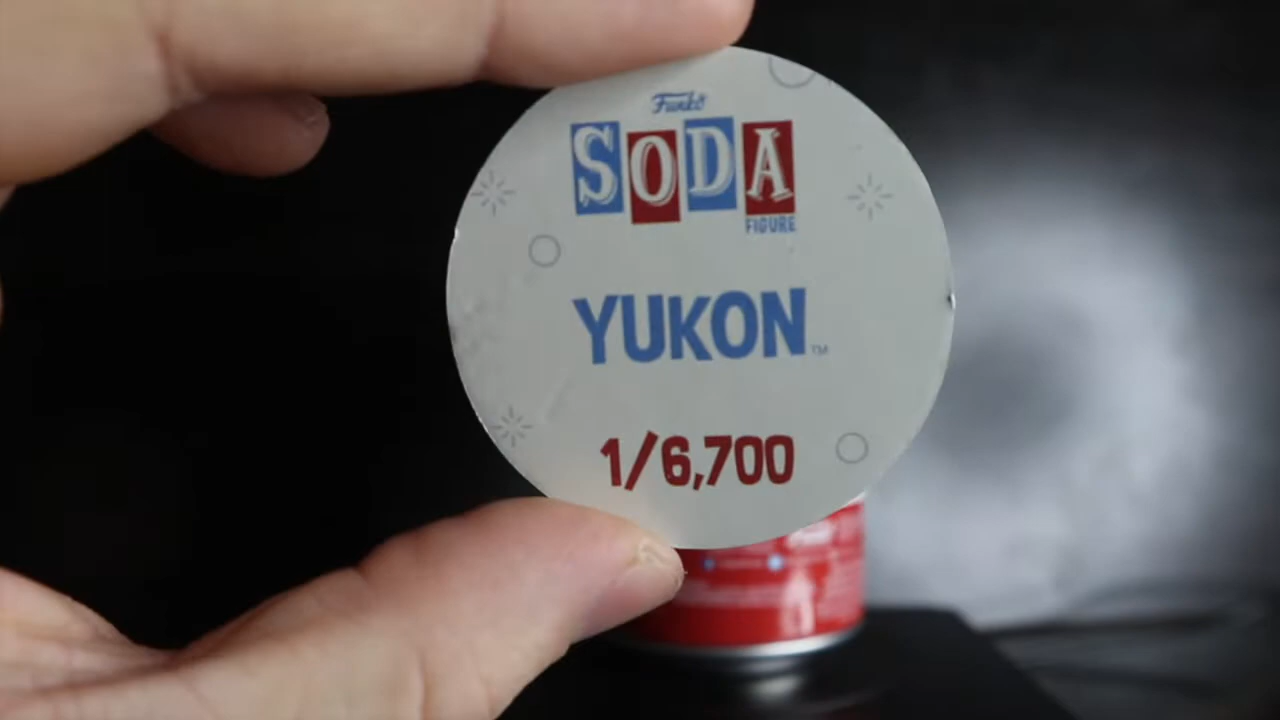 Funko
SODA
FIGURE
YUKON™
1/6,700